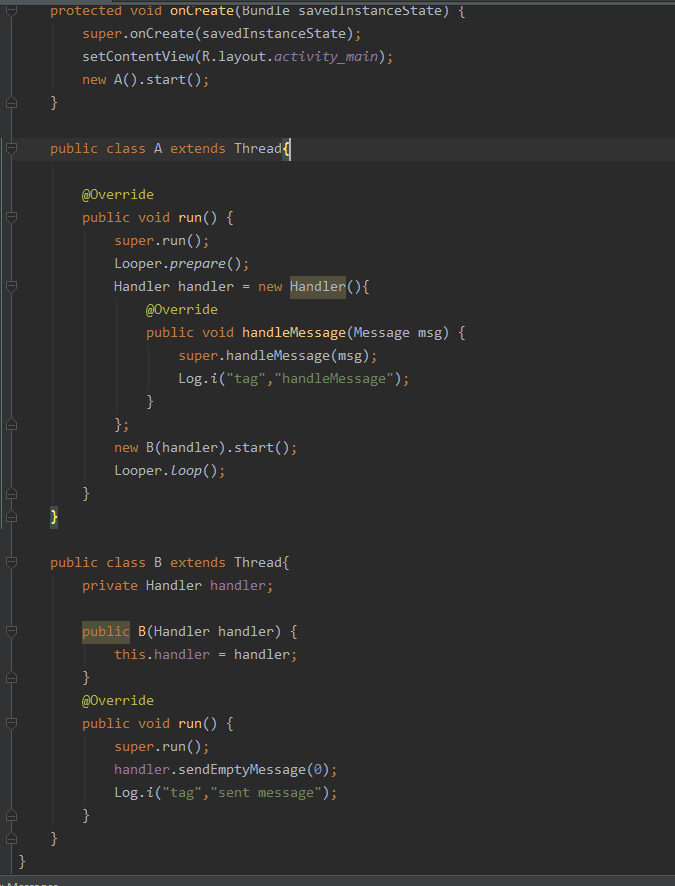 protected void onCreate(Bundle savedInstanceState) {
super.onCreate(savedInstanceState);
setContentView(R.layout.activity_main);
new A().start();
}
public class A extends Thread{
@Override
public void run() {
super.run();
Looper.prepare();
Handler handler = new Handler(){
@Override
public void handleMessage(Message msg) {
super.handleMessage(msg);
Log.i("tag","handleMessage");
}
};
new B(handler).start();
Looper.loop();
}
}
public class B extends Thread{
private Handler handler;
public B(Handler handler) {
this.handler = handler;
}
@Override
public void run() {
super.run();
handler.sendEmptyMessage(0);
Log.i("tag","sent message");
}
}
}